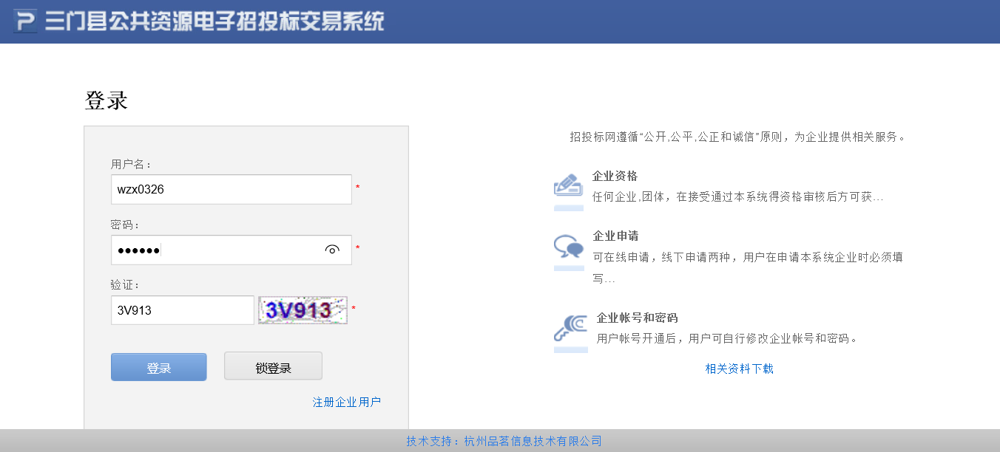 三门县公共资源电子招投标交易系统
登录
用户名：
wzx0326
*
密码：
●●●●●●
*
验证：
3V913
3V913
*
登录
锁登录
注册企业用户
招投标网遵循“公开,公平,公正和诚信”原则，为企业提供相关服务。
企业资格
任何企业,团体，在接受通过本系统得资格审核后方可获...
企业申请
可在线申请，线下申请两种，用户在申请本系统企业时必须填
写...
企业帐号和密码
用户帐号开通后，用户可自行修改企业帐号和密码。
相关资料下载
技术支持：杭州品茗信息技术有限公司